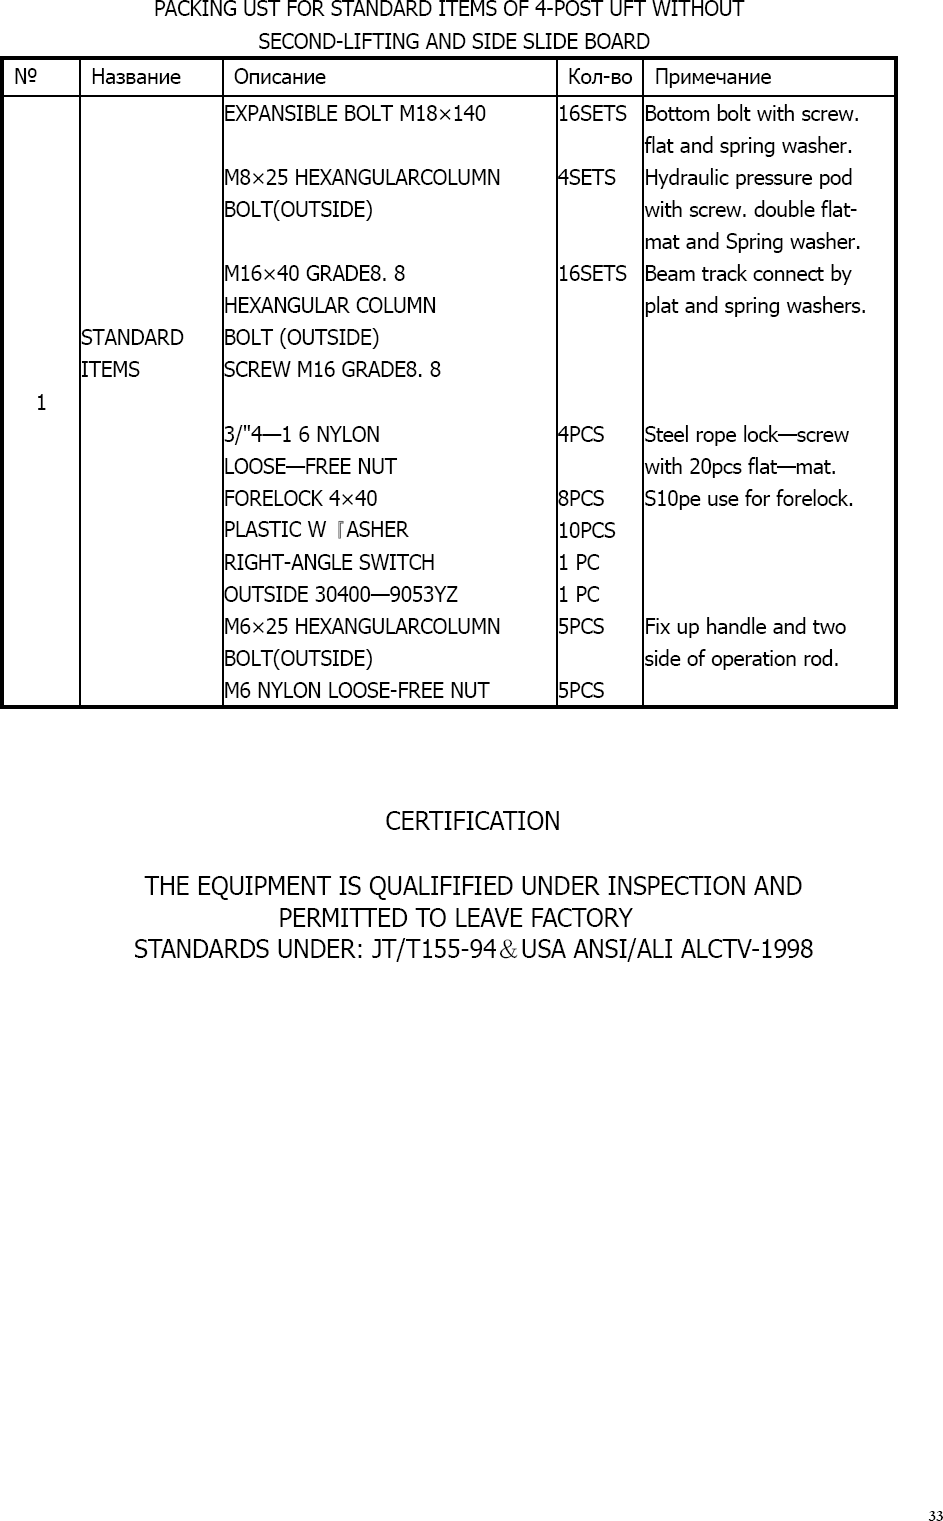 PACKING UST FOR STANDARD ITEMS OF 4-POST UFT WITHOUT
SECOND-LIFTING AND SIDE SLIDE BOARD
№ Название Описание Кол-во Примечание
EXPANSIBLE BOLT M18×140 16SETS Bottom bolt with screw.
flat and spring washer.
M8×25 HEXANGULARCOLUMN 4SETS Hydraulic pressure pod
BOLT(OUTSIDE) with screw. double flat-
mat and Spring washer.
M16×40 GRADE8. 8 16SETS Beam track connect by
HEXANGULAR COLUMN plat and spring washers.
STANDARD BOLT (OUTSIDE)
ITEMS SCREW M16 GRADE8. 8
1
3/"4—1 6 NYLON 4PCS Steel rope lock—screw
LOOSE—FREE NUT with 20pcs flat—mat.
FORELOCK 4×40 8PCS S10pe use for forelock.
PLASTIC W『ASHER 10PCS
RIGHT-ANGLE SWITCH 1 PC
OUTSIDE 30400—9053YZ 1 PC
M6×25 HEXANGULARCOLUMN 5PCS Fix up handle and two
BOLT(OUTSIDE) side of operation rod.
M6 NYLON LOOSE-FREE NUT 5PCS
CERTIFICATION
THE EQUIPMENT IS QUALIFIFIED UNDER INSPECTION AND
PERMITTED TO LEAVE FACTORY
STANDARDS UNDER: JT/T155-94＆USA ANSI/ALI ALCTV-1998
33